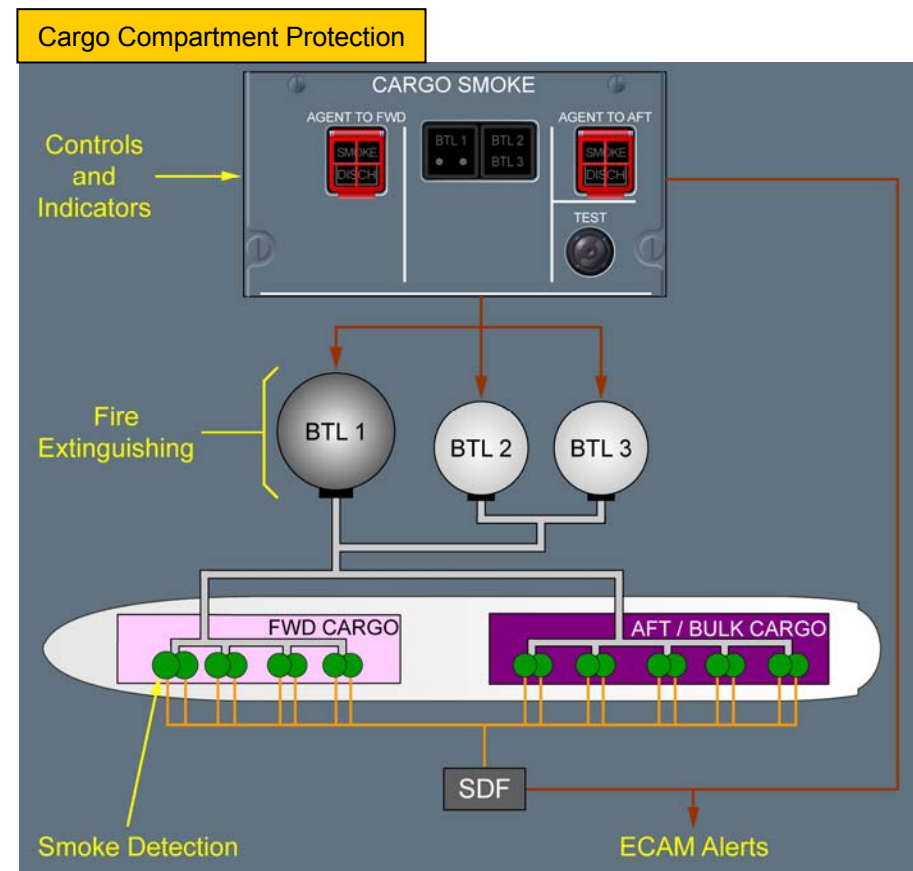 Cargo Compartment Protection
CARGO SMOKE
AGENT TO FWD
AGENT TO AFT
SMOKE
DISCH
BTL 1
BTL 2
BTL 3
SMOKE
DISCH
TEST
Controls
and
Indicators
Fire
Extinguishing
BTL 1
BTL 2
BTL 3
FWD CARGO
AFT / BULK CARGO
SDF
Smoke Detection
ECAM Alerts